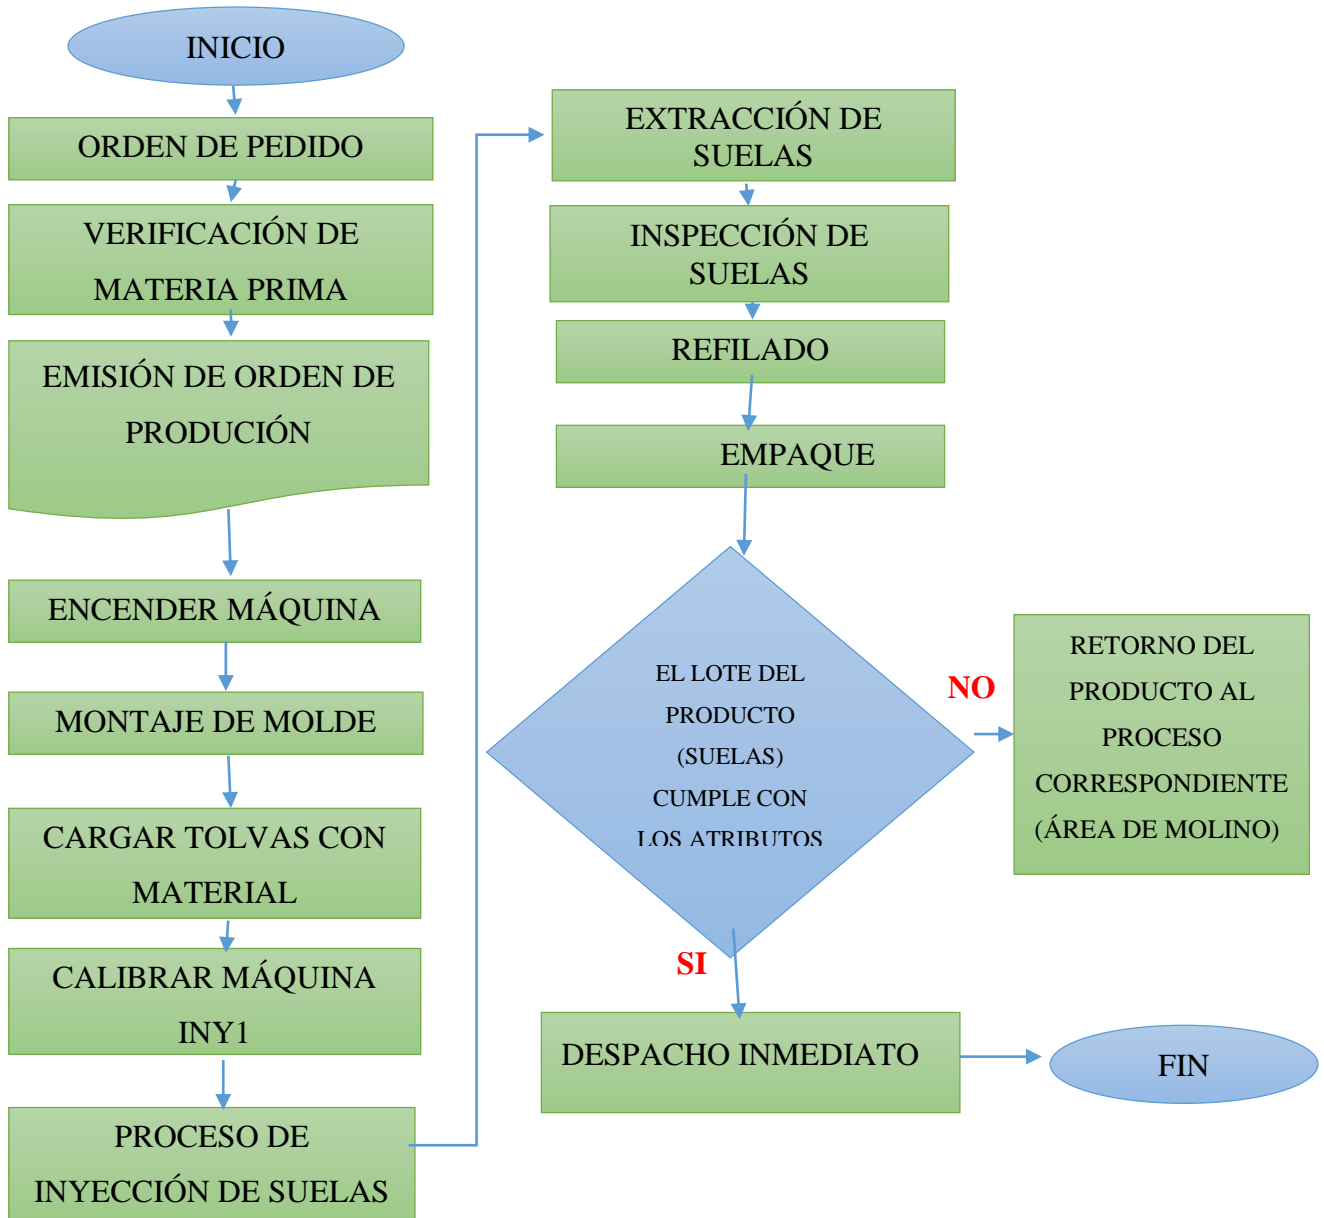 INICIO
ORDEN DE PEDIDO
VERIFICACIÓN DE
MATERIA PRIMA
EMISIÓN DE ORDEN DE
PRODUCIÓN
ENCENDER MÁQUINA
MONTAJE DE MOLDE
CARGAR TOLVAS CON
MATERIAL
CALIBRAR MÁQUINA
INY1
PROCESO DE
INYECCIÓN DE SUELAS
EXTRACCIÓN DE
SUELAS
INSPECCIÓN DE
SUELAS
REFILADO
EMPAQUE
EL LOTE DEL
PRODUCTO
(SUELAS)
CUMPLE CON
LOS ATRIBUTOS
NO
RETORNO DEL
PRODUCTO AL
PROCESO
CORRESPONDIENTE
(ÁREA DE MOLINO)
SI
DESPACHO INMEDIATO
FIN